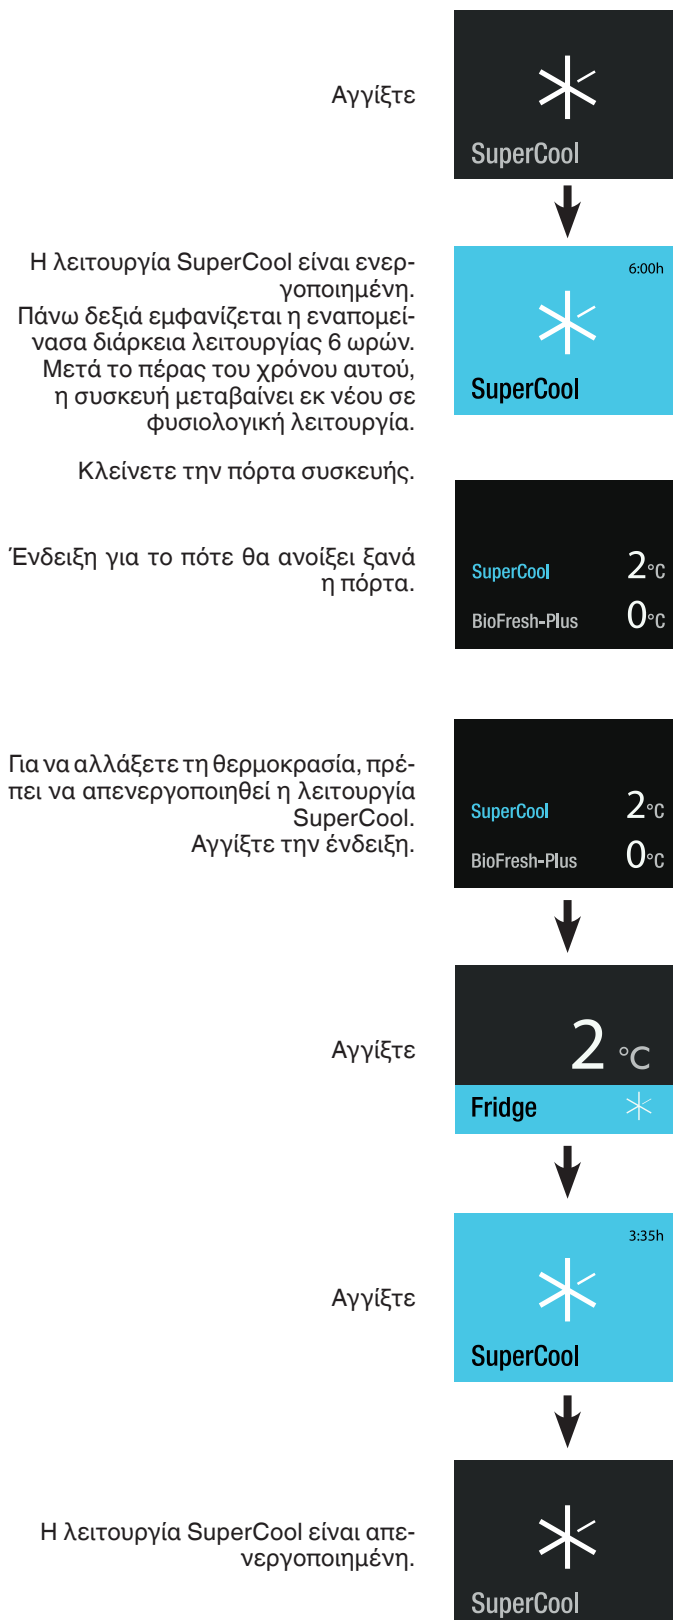 Αγγίξτε
SuperCool
Η λειτουργία SuperCool είναι ενερ-
γοποιημένη.
Πάνω δεξιά εμφανίζεται η εναπομεί-
νασα διάρκεια λειτουργίας 6 ωρών.
Μετά το πέρας του χρόνου αυτού,
η συσκευή μεταβαίνει εκ νέου σε
φυσιολογική λειτουργία.
6:00h
SuperCool
Κλείνετε την πόρτα συσκευής.
Ένδειξη για το πότε θα ανοίξει ξανά
η πόρτα.
SuperCool 2°C
BioFresh-Plus 0°C
Για να αλλάξετε τη θερμοκρασία, πρέ-
πει να απενεργοποιηθεί η λειτουργία
SuperCool.
Αγγίξτε την ένδειξη.
SuperCool 2°C
BioFresh-Plus 0°C
Αγγίξτε
2 °C
Fridge
Αγγίξτε
3:35h
SuperCool
Η λειτουργία SuperCool είναι απε-
νεργοποιημένη.
SuperCool